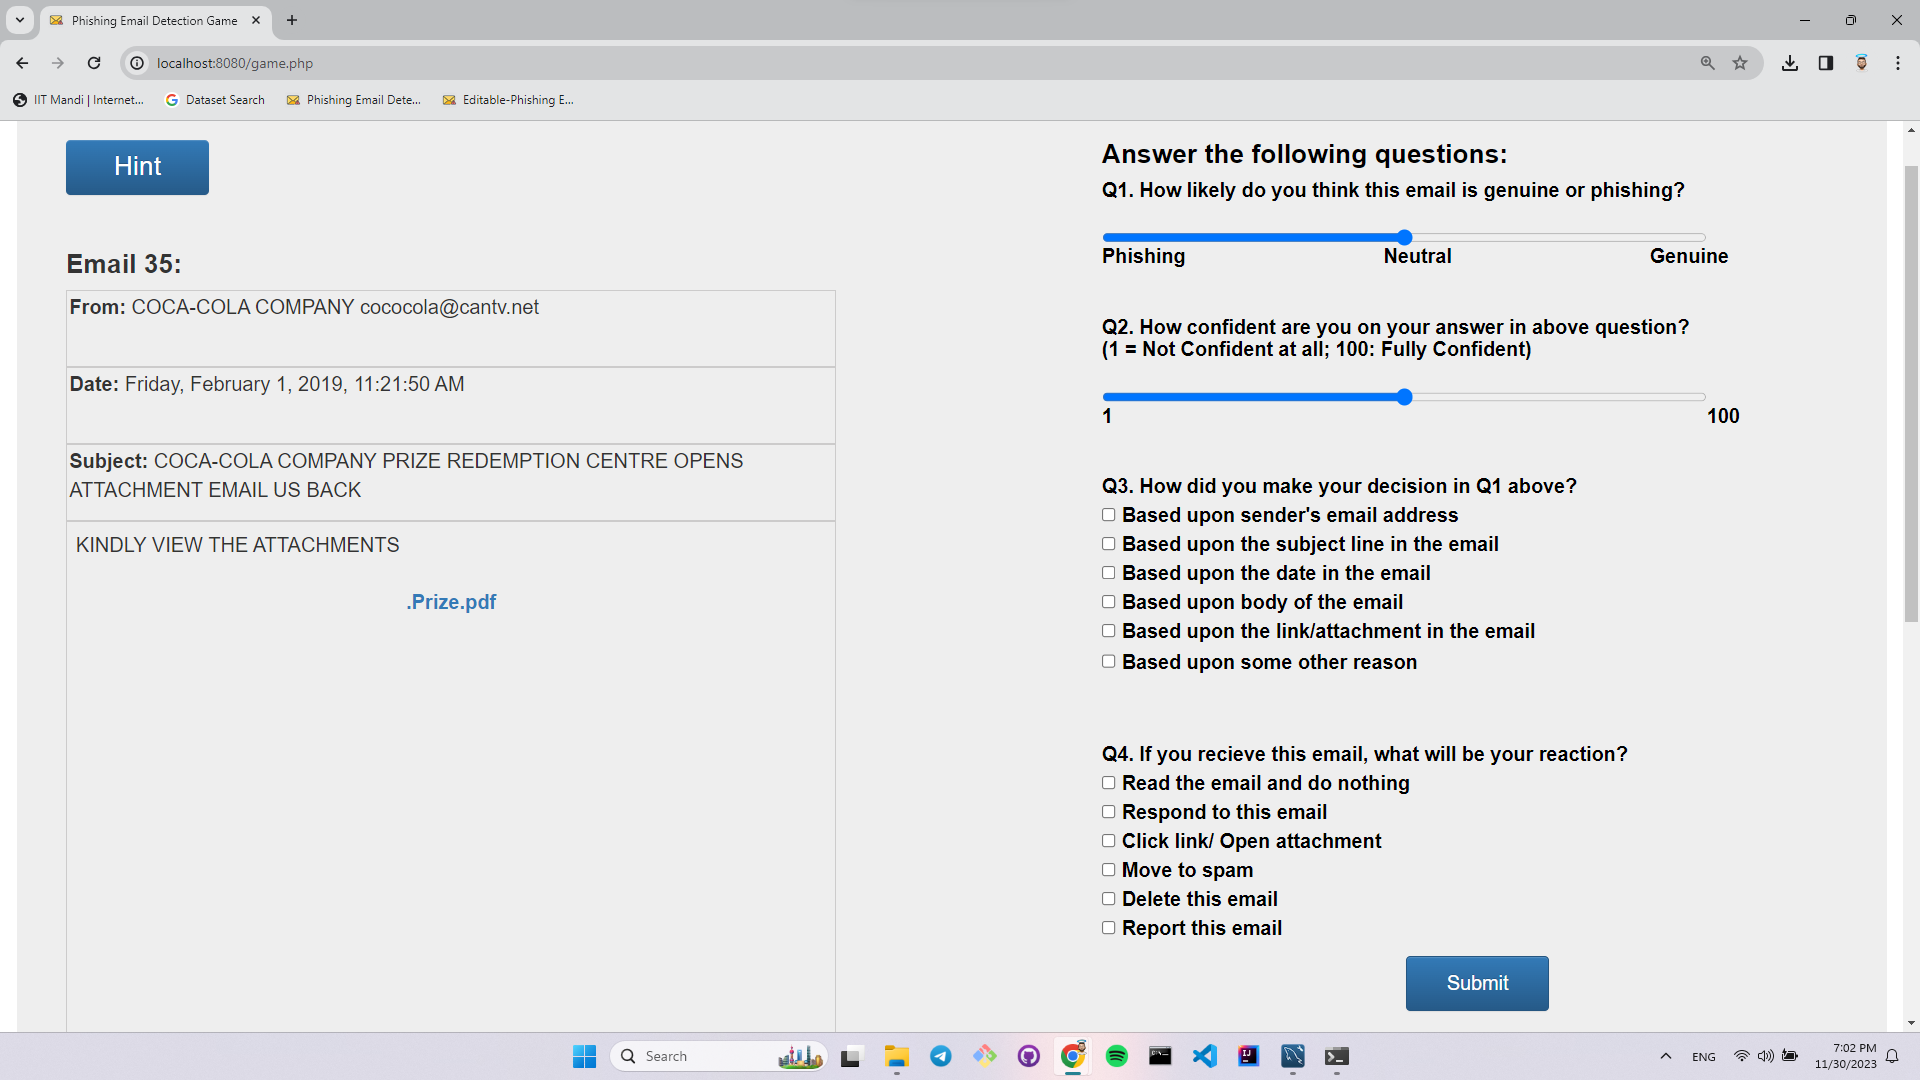 Phishing Email Detection Game
localhost:8080/game.php
IIT Mandi | Internet...
Dataset Search
Phishing Email Dete...
Editable-Phishing E...
Hint
Email 35:
From: COCA-COLA COMPANY cococola@cantv.net
Date: Friday, February 1, 2019, 11:21:50 AM
Subject: COCA-COLA COMPANY PRIZE REDEMPTION CENTRE OPENS
ATTACHMENT EMAIL US BACK
KINDLY VIEW THE ATTACHMENTS
.Prize.pdf
Answer the following questions:
Q1. How likely do you think this email is genuine or phishing?
Phishing Neutral Genuine
Q2. How confident are you on your answer in above question?
(1 = Not Confident at all; 100: Fully Confident)
1 100
Q3. How did you make your decision in Q1 above?
Based upon sender's email address
Based upon the subject line in the email
Based upon the date in the email
Based upon body of the email
Based upon the link/attachment in the email
Based upon some other reason
Q4. If you recieve this email, what will be your reaction?
Read the email and do nothing
Respond to this email
Click link/ Open attachment
Move to spam
Delete this email
Report this email
Submit
Search
ENG
7:02 PM
11/30/2023